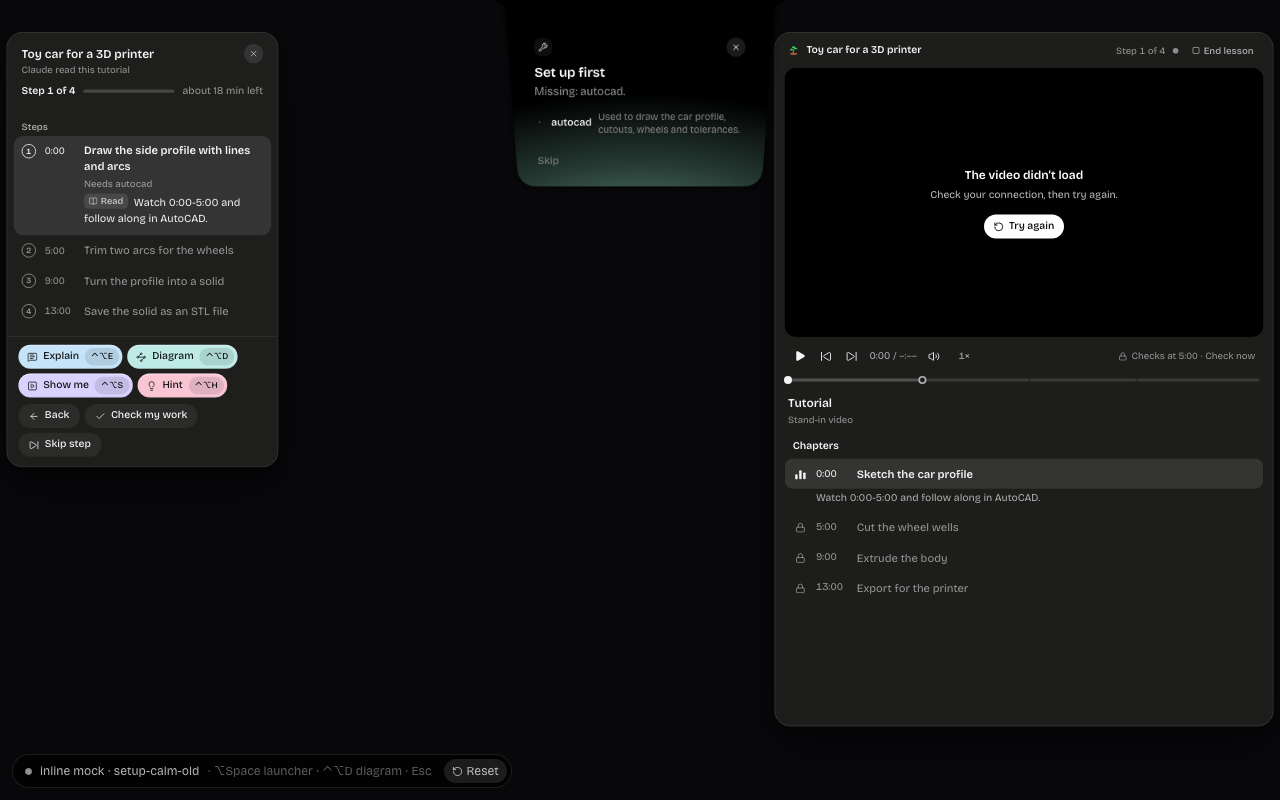 Toy car for a 3D printer
Claude read this tutorial
Step 1 of 4 about 18 min left
Steps
1 0:00 Draw the side profile with lines
and arcs
Needs autocad
Read Watch 0:00-5:00 and
follow along in AutoCAD.
2 5:00 Trim two arcs for the wheels
3 9:00 Turn the profile into a solid
4 13:00 Save the solid as an STL file
Explain ^⌥E Diagram ^⌥D
Show me ^⌥S Hint ^⌥H
Back Check my work
Skip step
Set up first
Missing: autocad.
· autocad Used to draw the car profile,
cutouts, wheels and tolerances.
Skip
Toy car for a 3D printer Step 1 of 4 End lesson
The video didn't load
Check your connection, then try again.
Try again
0:00 / –:–– 1× Checks at 5:00 · Check now
Tutorial
Stand-in video
Chapters
0:00 Sketch the car profile
Watch 0:00-5:00 and follow along in AutoCAD.
5:00 Cut the wheel wells
9:00 Extrude the body
13:00 Export for the printer
inline mock · setup-calm-old · ⌥Space launcher · ^⌥D diagram · Esc Reset